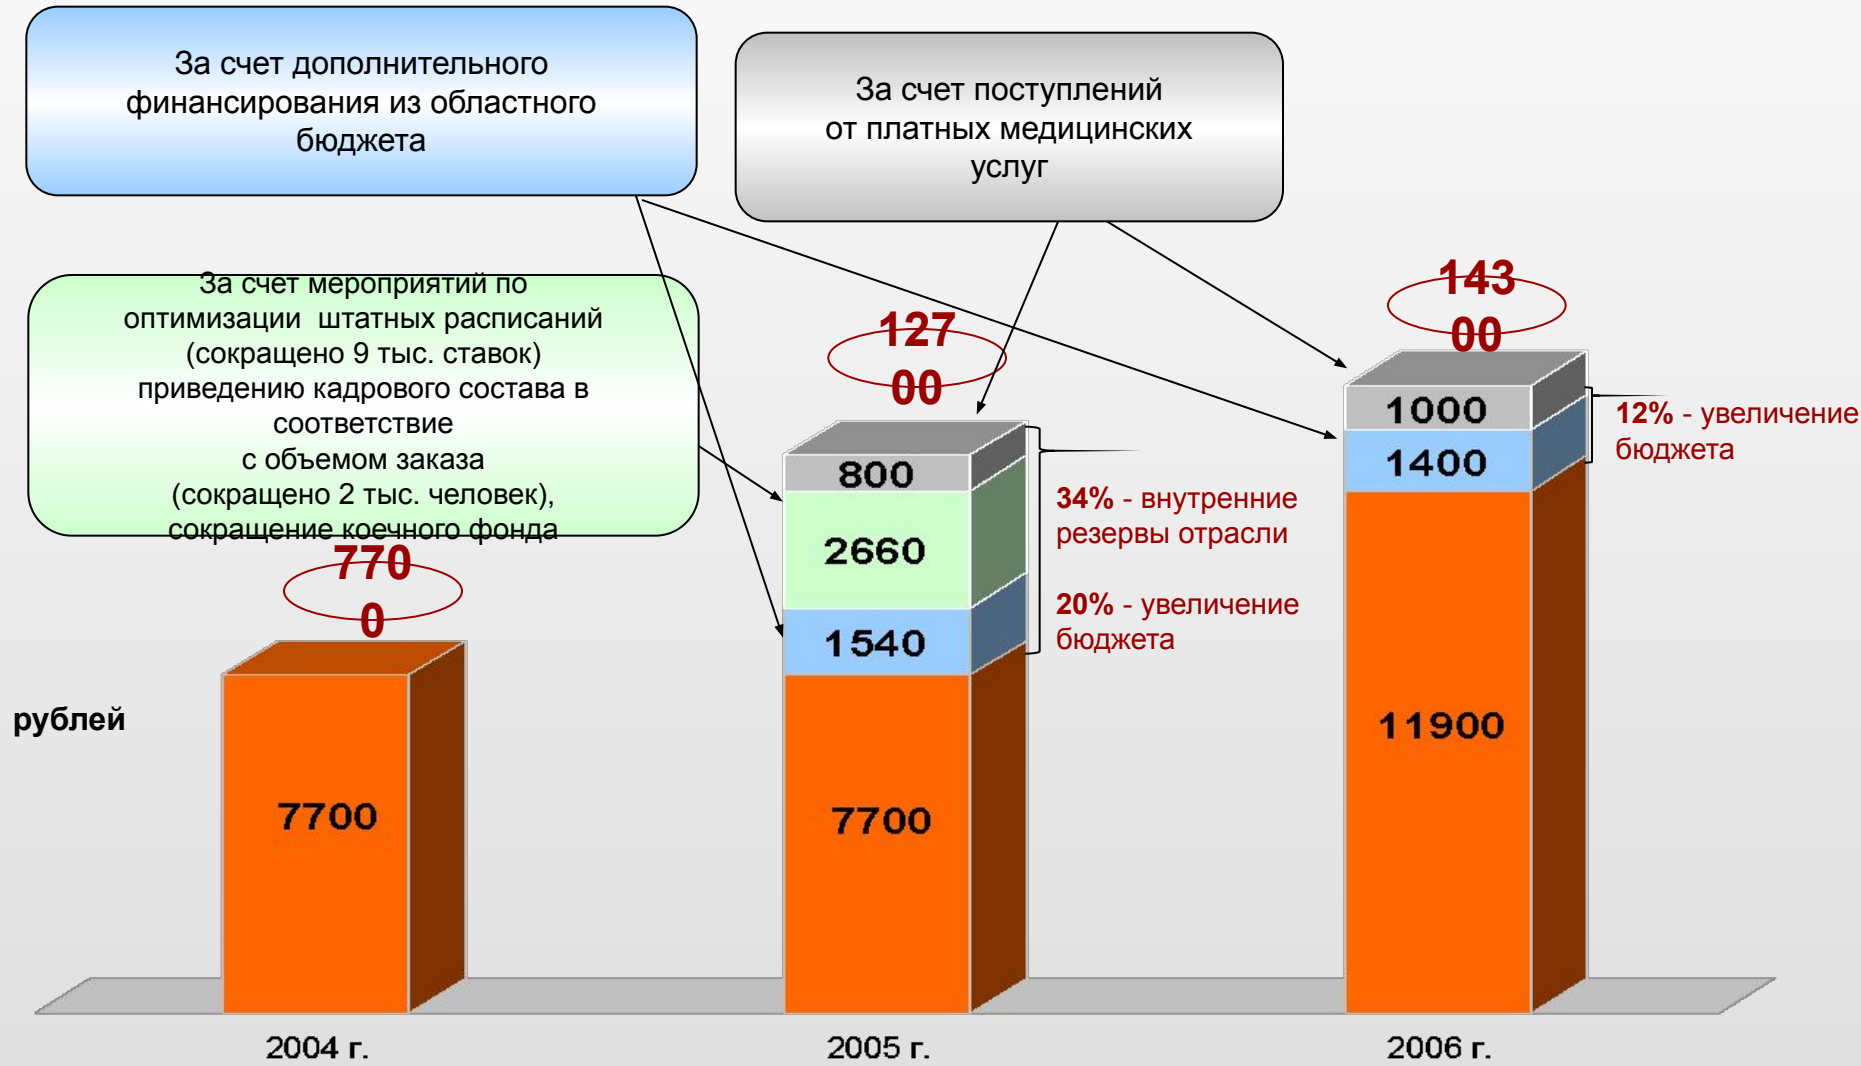 За счет дополнительного
финансирования из областного
бюджета
За счет поступлений
от платных медицинских
услуг
За счет мероприятий по
оптимизации штатных расписаний
(сокращено 9 тыс. ставок)
приведению кадрового состава в
соответствие
с объемом заказа
(сокращено 2 тыс. человек),
сокращение коечного фонда
770
0
127
00
143
00
800
2660
1540
7700
34% - внутренние
резервы отрасли
20% - увеличение
бюджета
1000
1400
11900
12% - увеличение
бюджета
рублей
7700
2004 г.
2005 г.
2006 г.